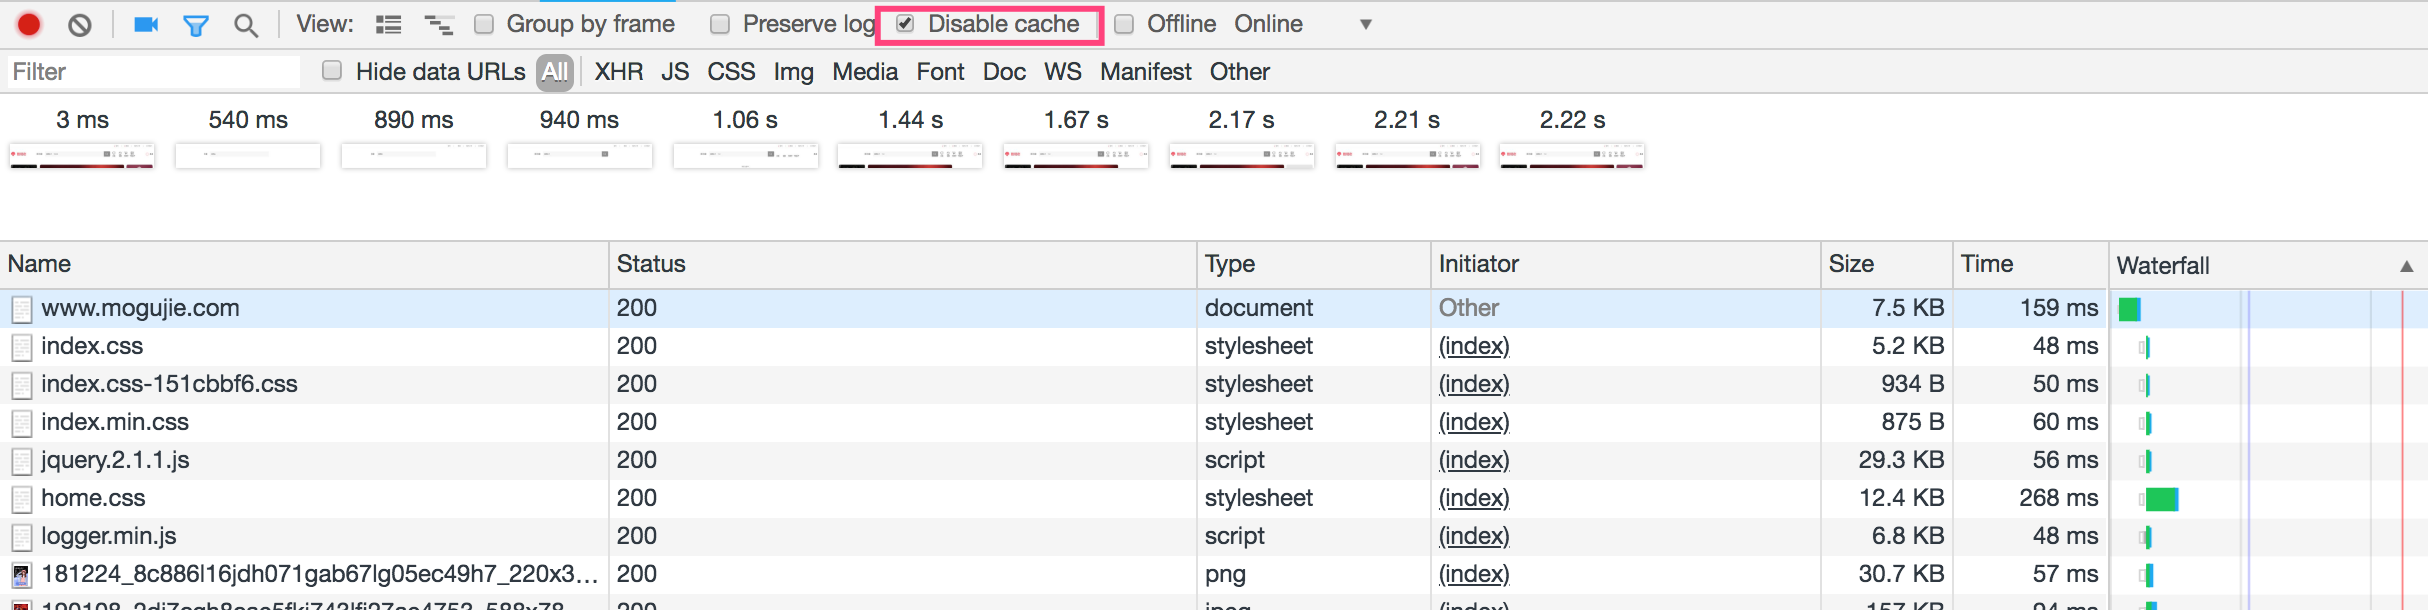 View: Group by frame Preserve log Disable cache Offline Online
Filter Hide data URLs All XHR JS CSS Img Media Font Doc WS Manifest Other
3 ms 540 ms 890 ms 940 ms 1.06 s 1.44 s 1.67 s 2.17 s 2.21 s 2.22 s
Name Status Type Initiator Size Time Waterfall
www.mogujie.com 200 document Other 7.5 KB 159 ms
index.css 200 stylesheet (index) 5.2 KB 48 ms
index.css-151cbbf6.css 200 stylesheet (index) 934 B 50 ms
index.min.css 200 stylesheet (index) 875 B 60 ms
jquery.2.1.1.js 200 script (index) 29.3 KB 56 ms
home.css 200 stylesheet (index) 12.4 KB 268 ms
logger.min.js 200 script (index) 6.8 KB 48 ms
181224_8c886l16jdh071gab67lg05ec49h7_220x3... 200 png (index) 30.7 KB 57 ms
200 jpeg (index) 157 KB 94 ms